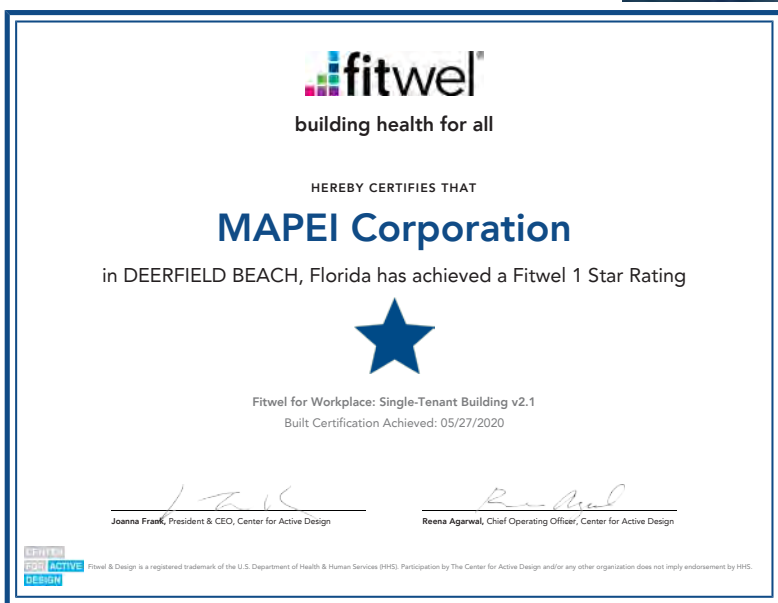 fitwel®
building health for all
HEREBY CERTIFIES THAT
MAPEI Corporation
in DEERFIELD BEACH, Florida has achieved a Fitwel 1 Star Rating
Fitwel for Workplace: Single-Tenant Building v2.1
Built Certification Achieved: 05/27/2020
Joanna Frank, President & CEO, Center for Active Design
Reena Agarwal, Chief Operating Officer, Center for Active Design
CENTER
FOR ACTIVE
DESIGN
Fitwel & Design is a registered trademark of the U.S. Department of Health & Human Services (HHS). Participation by The Center for Active Design and/or any other organization does not imply endorsement by HHS.